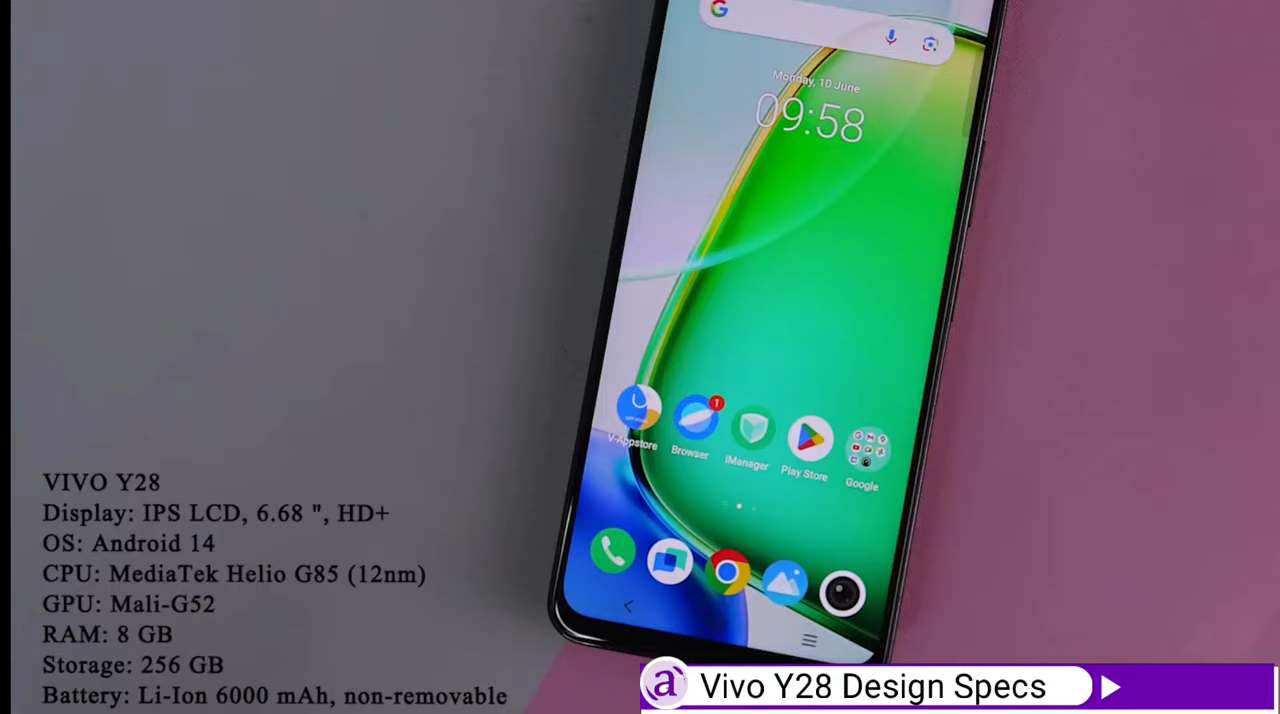 Monday, 10 June
09:58
1
V-Appstore
Browser
iManager
Play Store
Google
VIVO Y28
Display: IPS LCD, 6.68 ", HD+
OS: Android 14
CPU: MediaTek Helio G85 (12nm)
GPU: Mali-G52
RAM: 8 GB
Storage: 256 GB
Battery: Li-Ion 6000 mAh, non-removable
a Vivo Y28 Design Specs